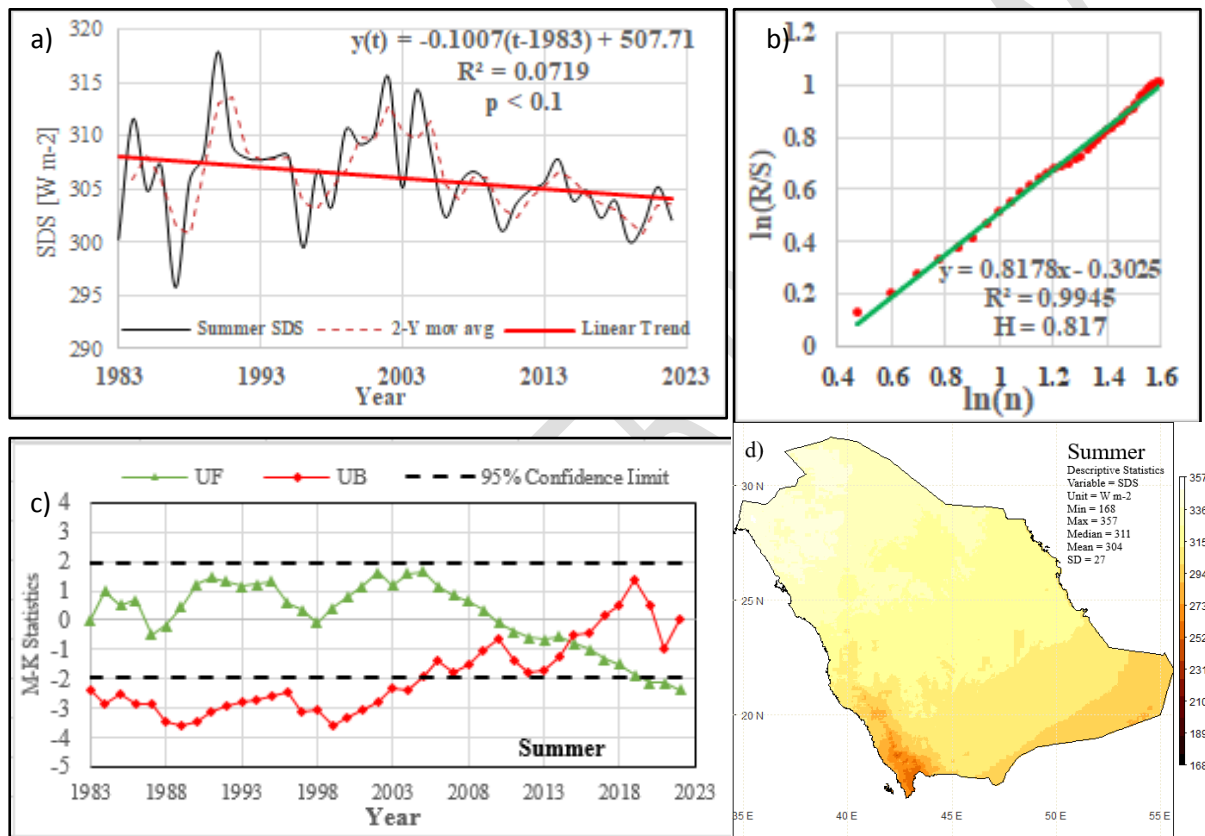 a)
y(t) = -0.1007(t-1983) + 507.71
R² = 0.0719
p < 0.1
320
315
310
305
300
295
290
SDS [W m-2]
Summer SDS
2-Y mov avg
Linear Trend
1983
1993
2003
2013
2023
Year
b)
1.2
1
0.8
0.6
0.4
0.2
0
ln(R/S)
y = 0.8178x - 0.3025
R² = 0.9945
H = 0.817
0.4
0.6
0.8
1
1.2
1.4
1.6
ln(n)
UF
UB
95% Confidence limit
c)
4
3
2
1
0
-1
-2
-3
-4
-5
M-K Statistics
Summer
1983
1988
1993
1998
2003
2008
2013
2018
2023
Year
d)
Summer
Descriptive Statistics
Variable = SDS
Unit = W m-2
Min = 168
Max = 357
Median = 311
Mean = 304
SD = 27
30 N
25 N
20 N
35 E
40 E
45 E
50 E
55 E
357
336
315
294
273
252
231
210
189
168